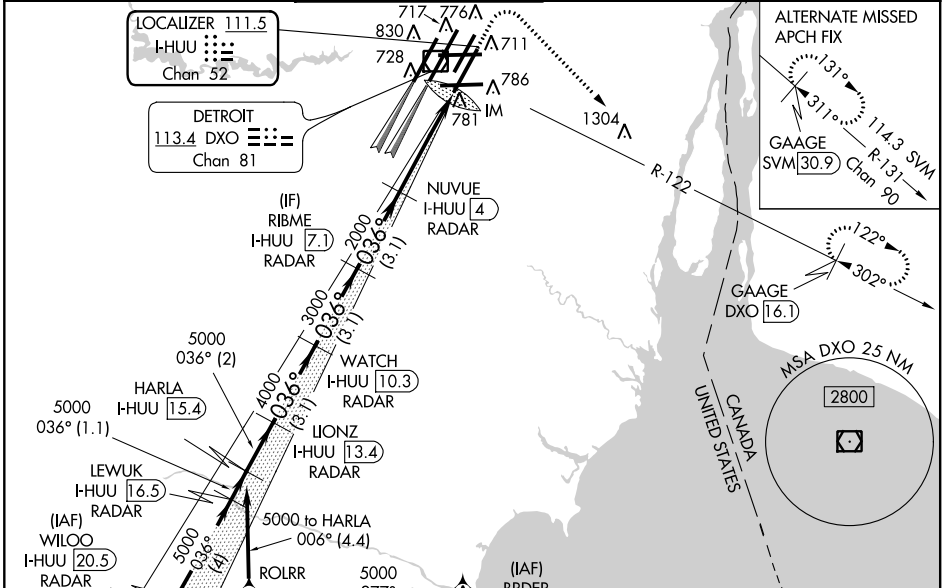 LOCALIZER 111.5
I-HUU
Chan 52
DETROIT
113.4 DXO
Chan 81
717
776
830
711
728
786
781
IM
1304
R-122
ALTERNATE MISSED
APCH FIX
131°
311°
114.3 SVM
R-131
Chan 90
GAAGE
SVM 30.9
122°
302°
GAAGE
DXO 16.1
NUVUE
I-HUU 4
RADAR
(IF)
RIBME
I-HUU 7.1
RADAR
2000
036°
(3.1)
3000
036°
(3.1)
WATCH
I-HUU 10.3
RADAR
4000
036°
(3.1)
5000
036° (2)
HARLA
I-HUU 15.4
LIONZ
I-HUU 13.4
RADAR
5000
036° (1.1)
LEWUK
I-HUU 16.5
RADAR
(IAF)
WILOO
I-HUU 20.5
RADAR
5000
036°
(4)
5000 to HARLA
006° (4.4)
ROLRR
5000
(IAF)
MSA DXO 25 NM
2800
CANADA
UNITED STATES